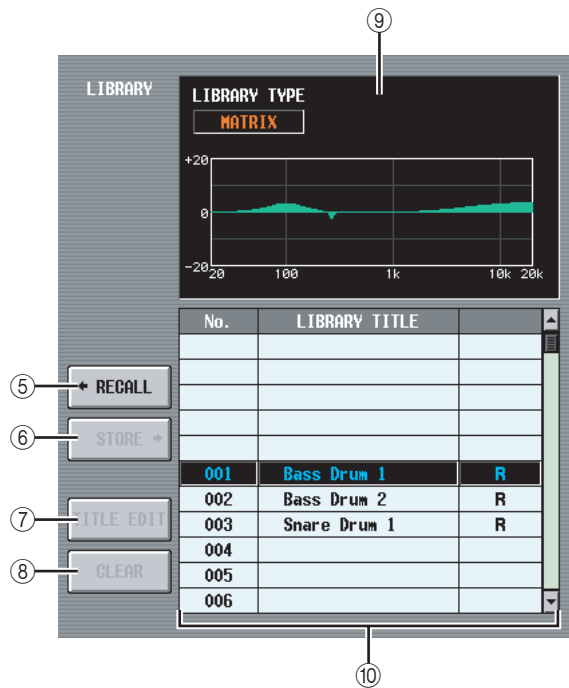 ⑨
LIBRARY
LIBRARY TYPE
MATRIX
+20
0
-20
20 100 1k 10k 20k
No. LIBRARY TITLE
⑤ RECALL
⑥ STORE
001 Bass Drum 1 R
⑦ TITLE EDIT
002 Bass Drum 2 R
003 Snare Drum 1 R
004
⑧ CLEAR
005
006
⑩